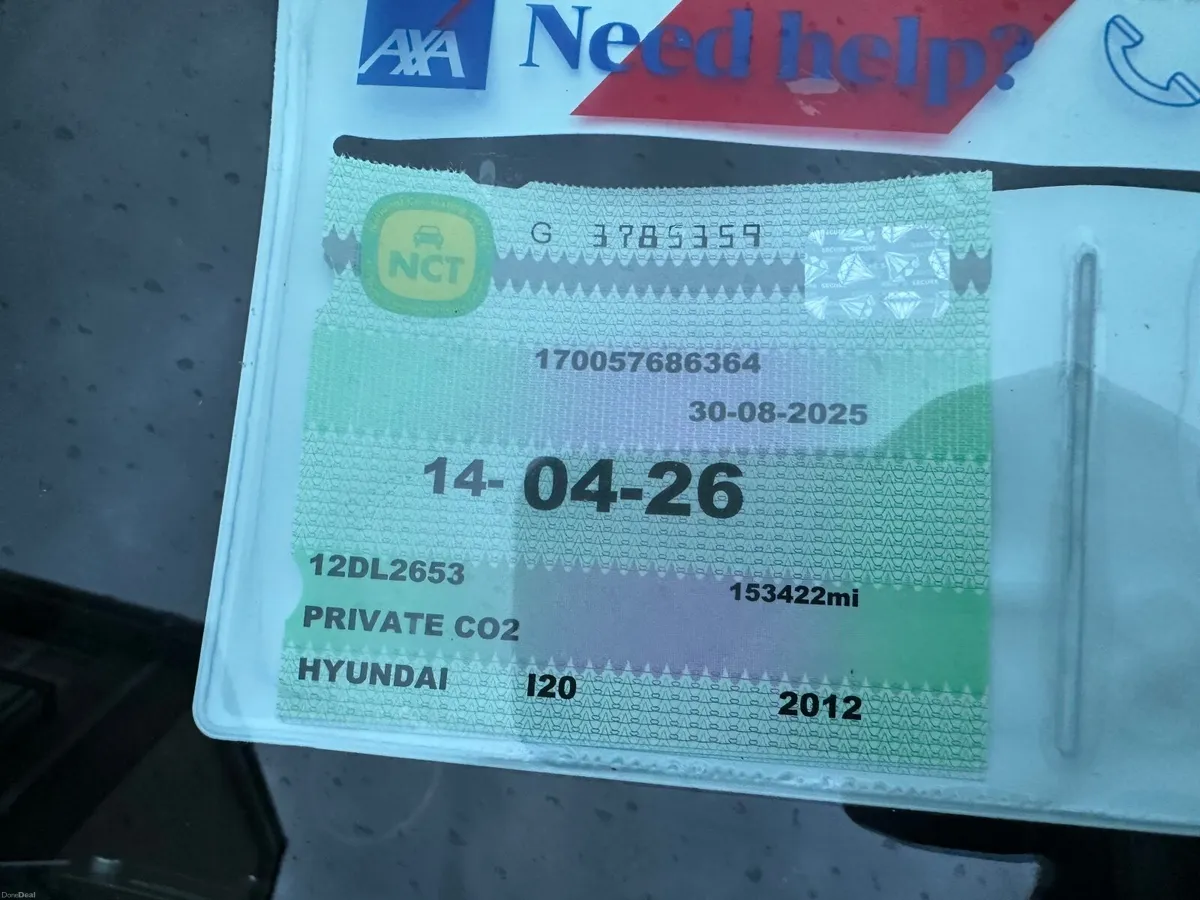 AXA Need help?
NCT
G 3785359
170057686364
30-08-2025
14-04-26
12DL2653
153422mi
PRIVATE CO2
HYUNDAI I20 2012
DoneDeal